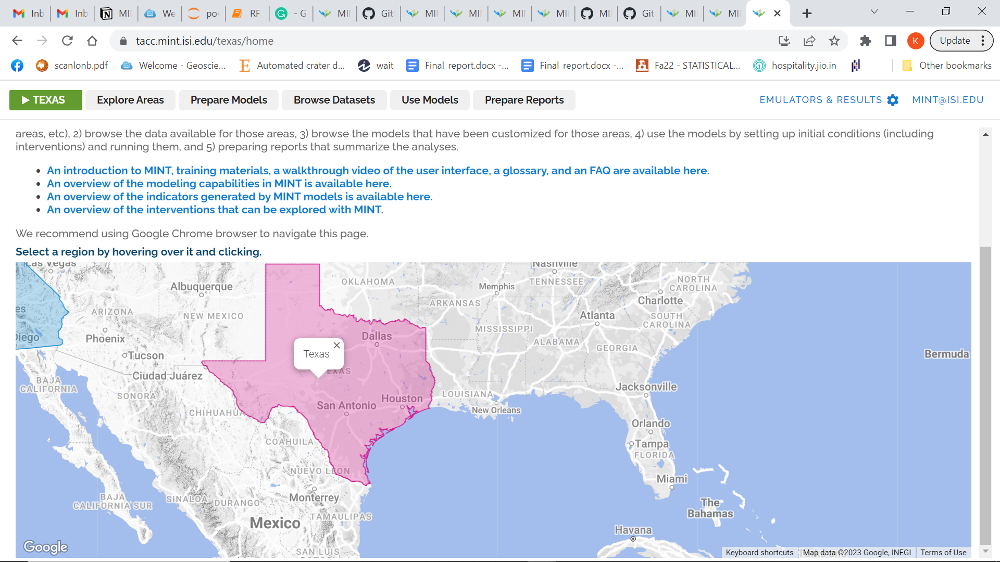 Inb
Inb
MI
We
po
RF_
- G
MI
Git
MI
MI
MI
MI
MI
Git
MI
MI
tacc.mint.isi.edu/texas/home
K
Update
scanlonb.pdf
Welcome - Geoscie...
Automated crater d...
wait
Final_report.docx -...
Final_report.docx -...
Fa22 - STATISTICAL...
hospitality.jio.in
Other bookmarks
TEXAS
Explore Areas
Prepare Models
Browse Datasets
Use Models
Prepare Reports
EMULATORS & RESULTS
MINT@ISI.EDU
areas, etc), 2) browse the data available for those areas, 3) browse the models that have been customized for those areas, 4) use the models by setting up initial conditions (including
interventions) and running them, and 5) preparing reports that summarize the analyses.
An introduction to MINT, training materials, a walkthrough video of the user interface, a glossary, and an FAQ are available here.
An overview of the modeling capabilities in MINT is available here.
An overview of the indicators generated by MINT models is available here.
An overview of the interventions that can be explored with MINT.
We recommend using Google Chrome browser to navigate this page.
Select a region by hovering over it and clicking.
Las Vegas
Nashville
Albuquerque
OKLAHOMA
Memphis
TENNESSEE
NORTH
CAROLINA
Charlotte
ARKANSAS
es
ARIZONA
NEW MEXICO
Atlanta
SOUTH
CAROLINA
MISSISSIPPI
Diego
Phoenix
Dallas
ALABAMA
GEORGIA
Tucson
Texas
Bermuda
EXAS
Ciudad Juárez
BAJA
CALIFORNIA
SONORA
Jacksonville
LOUISIANA
Houston
San Antonio
New Orleans
CHIHUAHUA
Orlando
COAHUILA
Tampa
FLORIDA
NUEVO LEON
Miami
BAJA
CALIFORNIA SUR
SINALOA
DURANGO
Monterrey
The
Bahamas
TAMAULIPAS
Mexico
Havana
SAN LUIS
Google
Keyboard shortcuts
Map data ©2023 Google, INEGI
Terms of Use